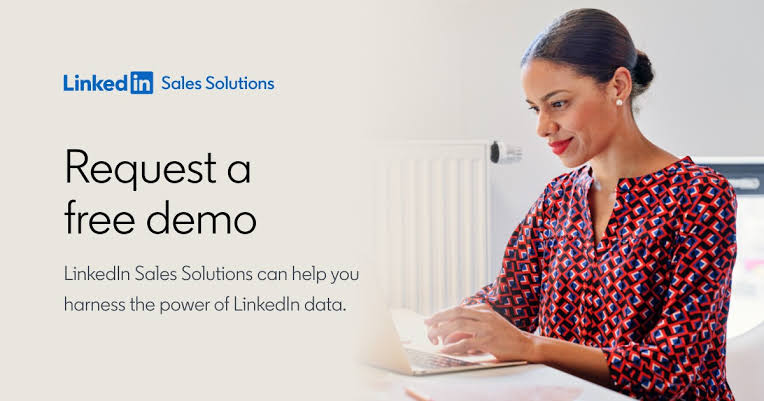 LinkedIn Sales Solutions
Request a
free demo
LinkedIn Sales Solutions can help you
harness the power of LinkedIn data.